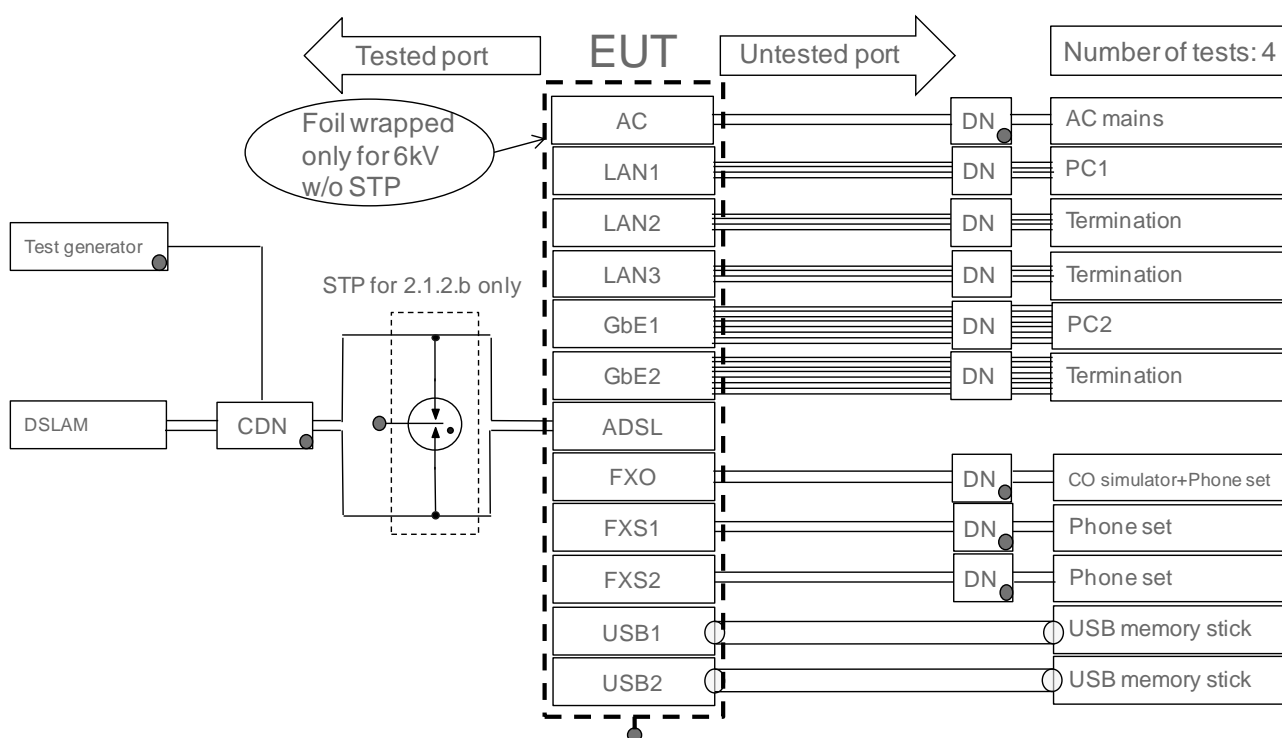 Tested port
EUT
Untested port
Number of tests: 4
Foil wrapped
only for 6kV
w/o STP
AC
DN
AC mains
LAN1
DN
PC1
LAN2
DN
Termination
Test generator
LAN3
DN
Termination
STP for 2.1.2.b only
GbE1
DN
PC2
GbE2
DN
Termination
DSLAM
CDN
ADSL
FXO
DN
CO simulator+Phone set
FXS1
DN
Phone set
FXS2
DN
Phone set
USB1
USB memory stick
USB2
USB memory stick